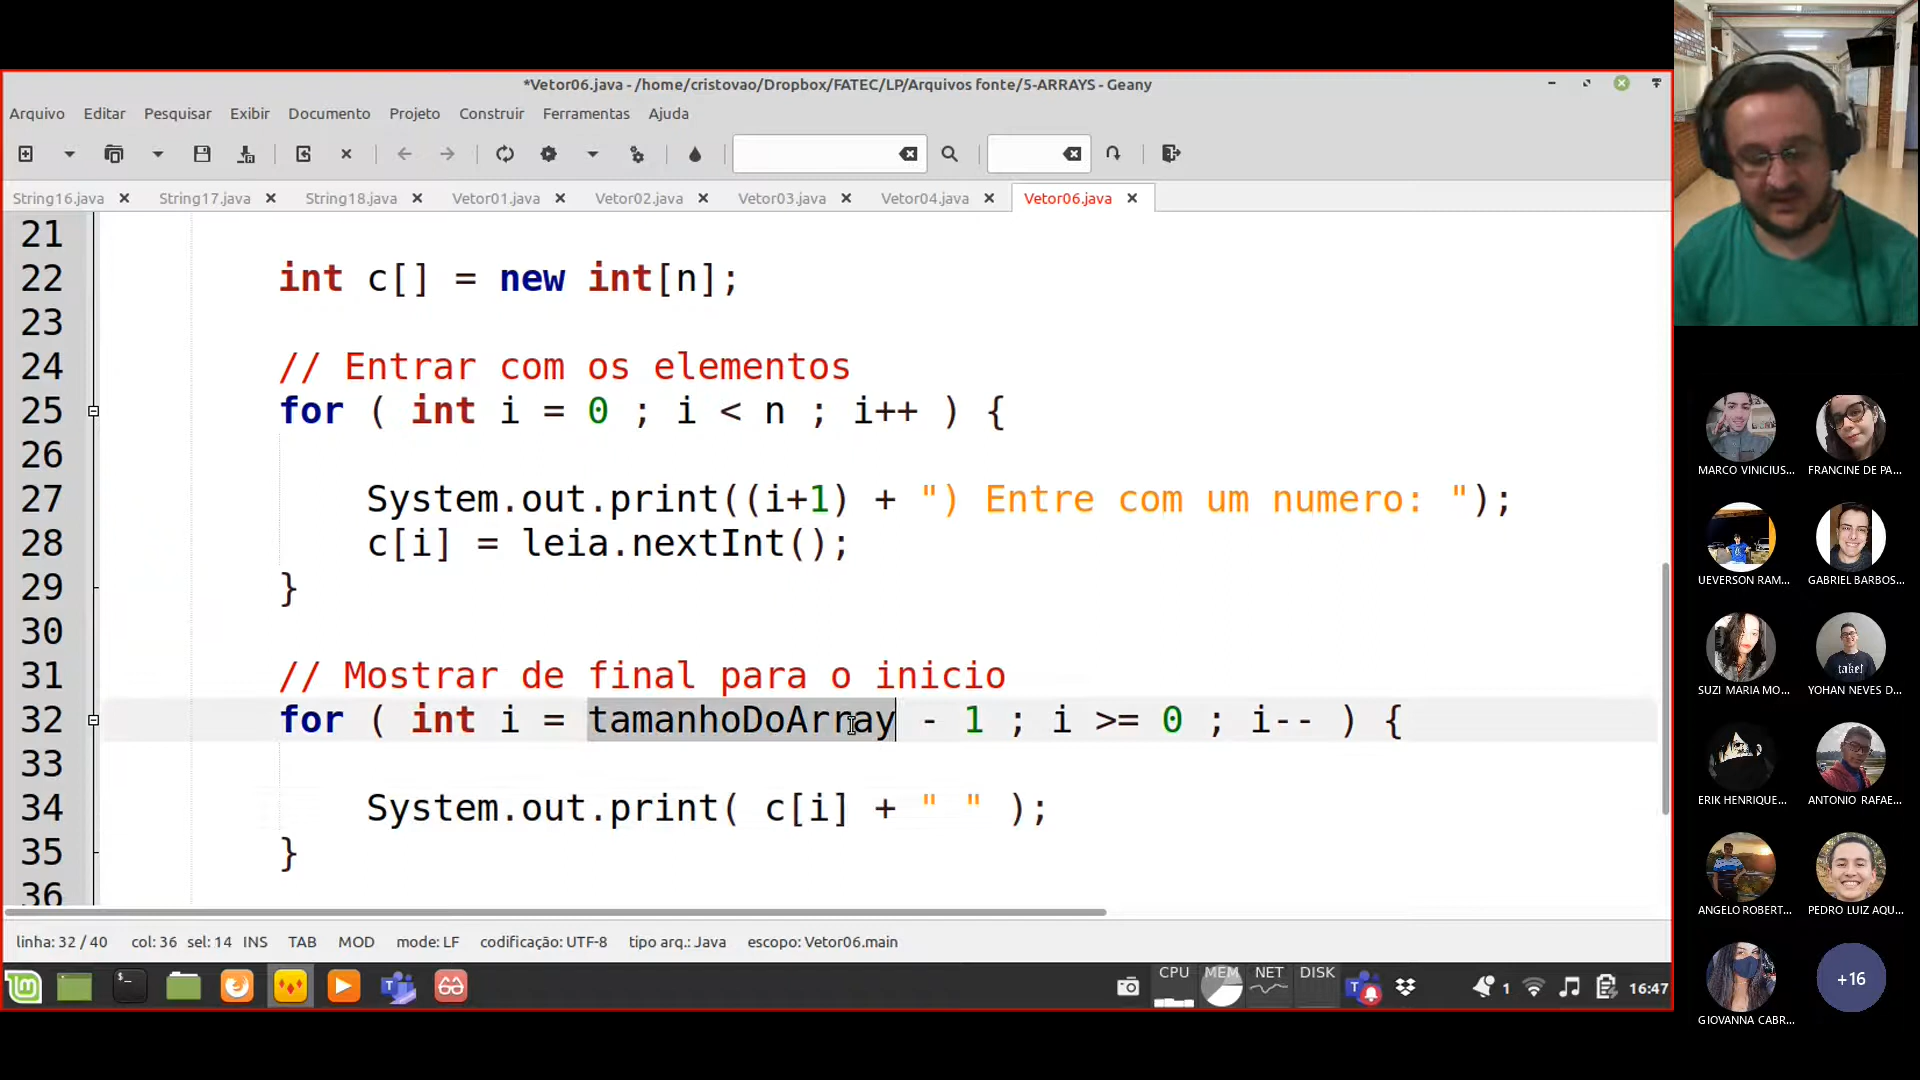 *Vetor06.java - /home/cristovao/Dropbox/FATEC/LP/Arquivos fonte/5-ARRAYS - Geany
Arquivo Editar Pesquisar Exibir Documento Projeto Construir Ferramentas Ajuda
String16.java String17.java String18.java Vetor01.java Vetor02.java Vetor03.java Vetor04.java Vetor06.java
21
22 int c[] = new int[n];
23
24 // Entrar com os elementos
25 for ( int i = 0 ; i < n ; i++ ) {
26
27 System.out.print((i+1) + ") Entre com um numero: ");
28 c[i] = leia.nextInt();
29 }
30
31 // Mostrar de final para o inicio
32 for ( int i = tamanhoDoArray - 1 ; i >= 0 ; i-- ) {
33
34 System.out.print( c[i] + " " );
35 }
36
linha: 32 / 40 col: 36 sel: 14 INS TAB MOD mode: LF codificação: UTF-8 tipo arq.: Java escopo: Vetor06.main
CPU MEM NET DISK 1 16:47
MARCO VINICIUS... FRANCINE DE PA...
UEVERSON RAM... GABRIEL BARBOS...
SUZI MARIA MO... YOHAN NEVES D...
ERIK HENRIQUE... ANTONIO RAFAE...
ANGELO ROBERT... PEDRO LUIZ AQU...
GIOVANNA CABR... +16